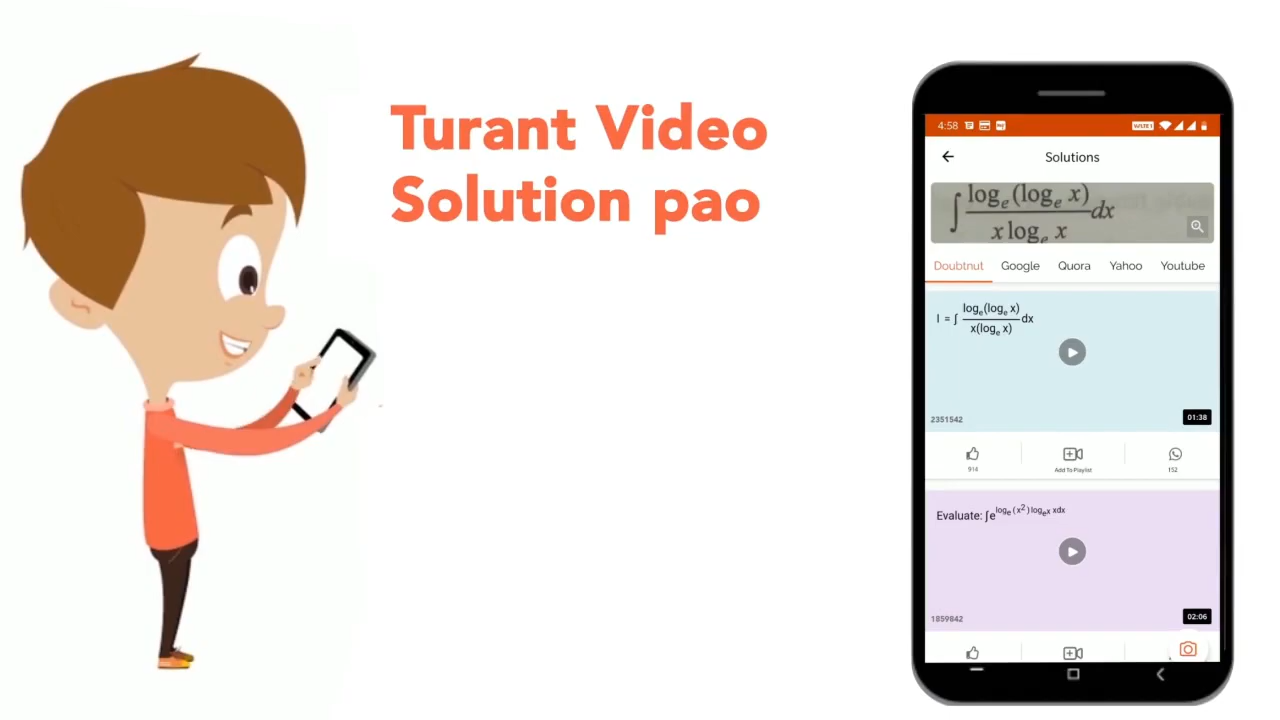 Turant Video
Solution pao
4:58
Solutions
∫ logₑ(logₑ x) / x logₑ x dx
Doubtnut Google Quora Yahoo Youtube
I = ∫ logₑ(logₑ x) / x(logₑ x) dx
2351542 01:38
914 Add To Playlist 152
Evaluate: ∫e^logₑ(x²)logₑx xdx
1859842 02:06